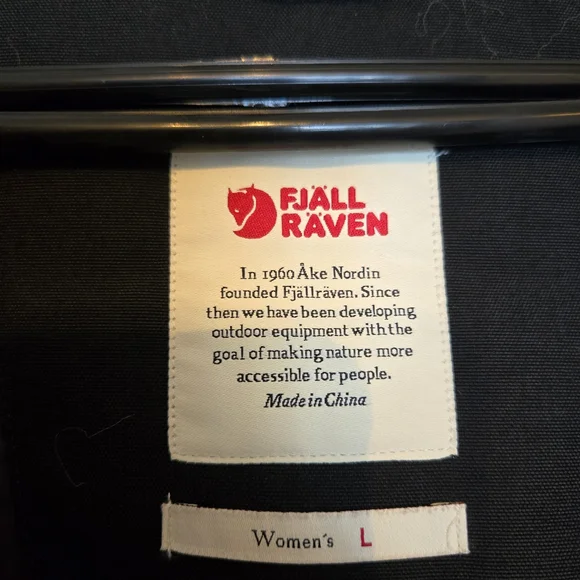 FJÄLL
RÄVEN
In 1960 Åke Nordin
founded Fjällräven. Since
then we have been developing
outdoor equipment with the
goal of making nature more
accessible for people.
Made in China
Women's L